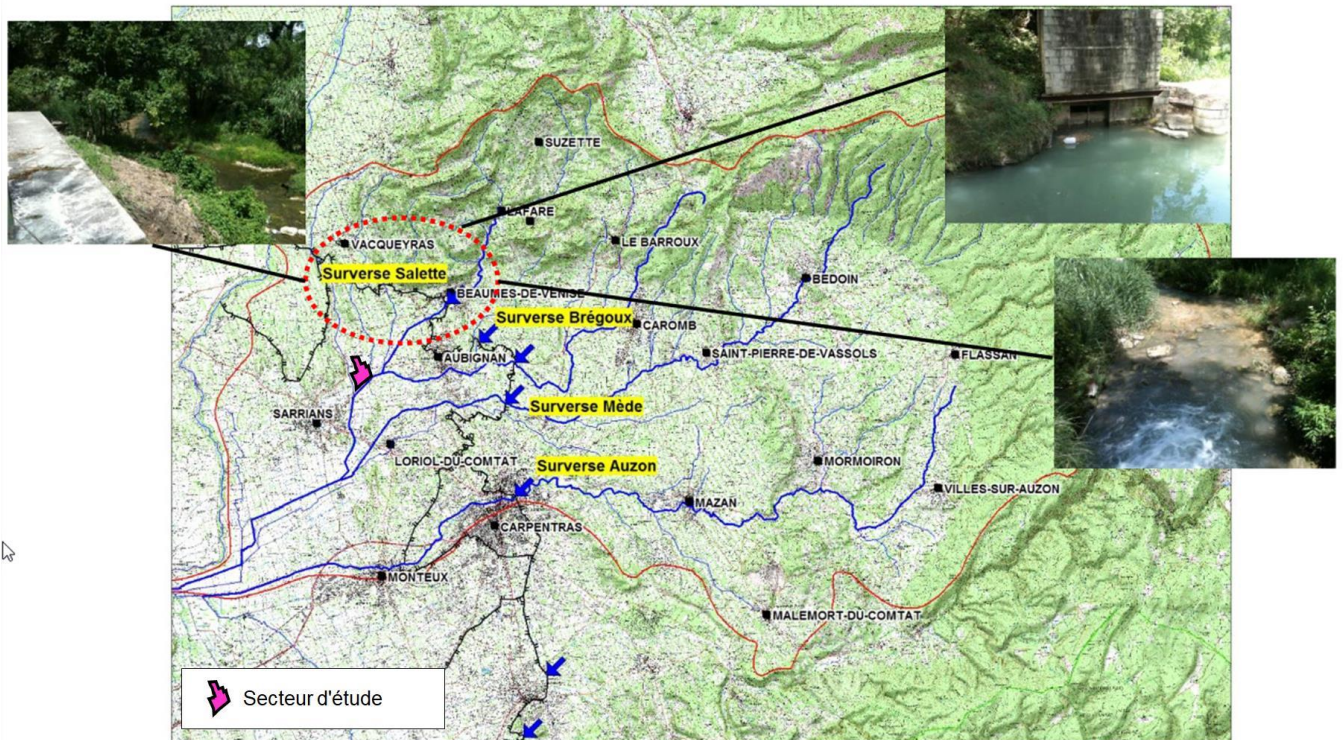 SUZETTE
LAFARE
VACQUEYRAS
LE BARROUX
Surverse Salette
BEDOIN
BEAUMES-DE-VENISE
Surverse Brégoux
CAROMB
AUBIGNAN
SAINT-PIERRE-DE-VASSOLS
FLASSAN
Surverse Mède
SARRIANS
LORIOL-DU-COMTAT
Surverse Auzon
MORMOIRON
VILLES-SUR-AUZON
MAZAN
CARPENTRAS
MONTEUX
MALEMORT-DU-COMTAT
Secteur d'étude